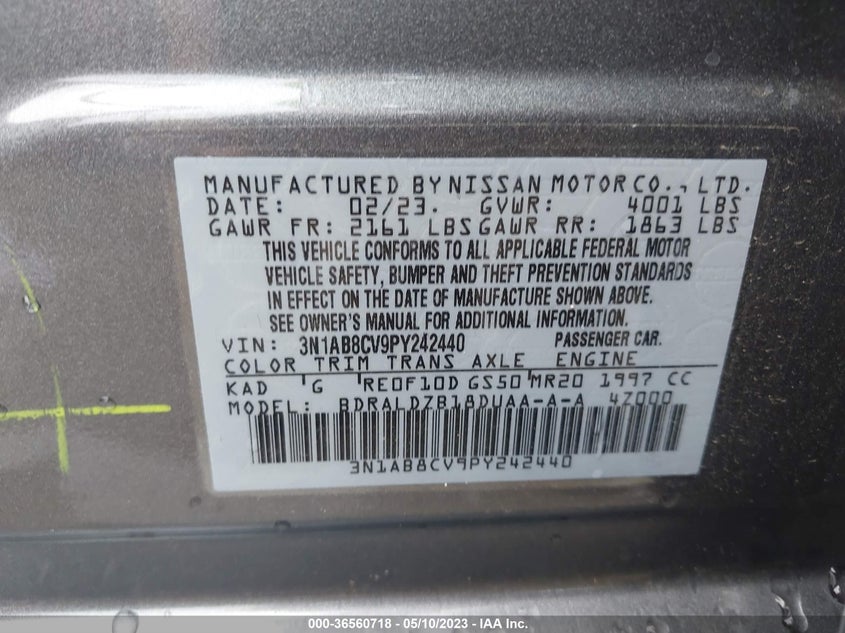 MANUFACTURED BY NISSAN MOTOR CO., LTD.
DATE: 02/23. GVWR: 4001 LBS
GAWR FR: 2161 LBS GAWR RR: 1863 LBS
THIS VEHICLE CONFORMS TO ALL APPLICABLE FEDERAL MOTOR
VEHICLE SAFETY, BUMPER AND THEFT PREVENTION STANDARDS
IN EFFECT ON THE DATE OF MANUFACTURE SHOWN ABOVE.
SEE OWNER'S MANUAL FOR ADDITIONAL INFORMATION.
VIN: 3N1AB8CV9PY242440 PASSENGER CAR.
COLOR TRIM TRANS AXLE ENGINE
KAD G RE0F10D GS50 MR20 1997 CC
MODEL: BDRALDZB18DUAA-A-A 4Z000
3N1AB8CV9PY242440
000-36560718 - 05/10/2023 - IAA Inc.